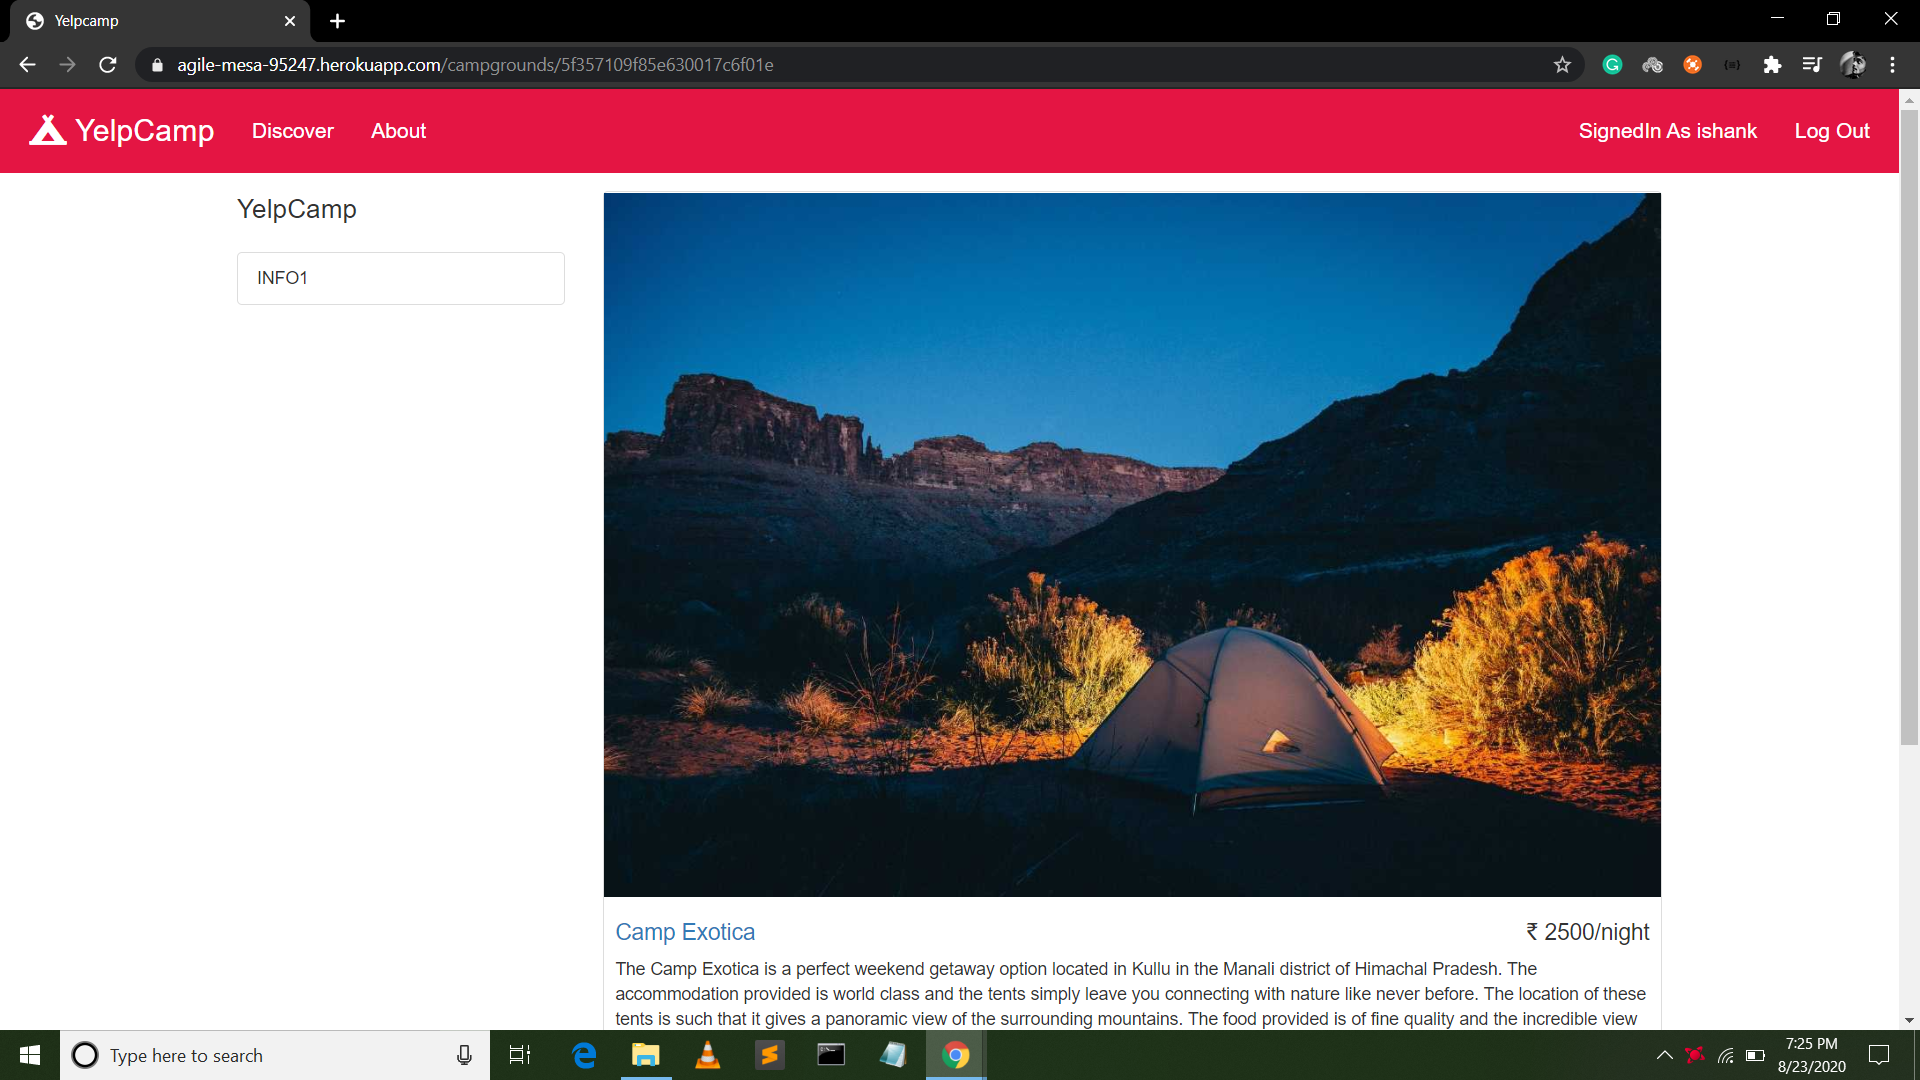 Yelpcamp
agile-mesa-95247.herokuapp.com/campgrounds/5f357109f85e630017c6f01e
YelpCamp Discover About SignedIn As ishank Log Out
YelpCamp
INFO1
Camp Exotica ₹ 2500/night
The Camp Exotica is a perfect weekend getaway option located in Kullu in the Manali district of Himachal Pradesh. The
accommodation provided is world class and the tents simply leave you connecting with nature like never before. The location of these
tents is such that it gives a panoramic view of the surrounding mountains. The food provided is of fine quality and the incredible view
Type here to search
7:25 PM
8/23/2020